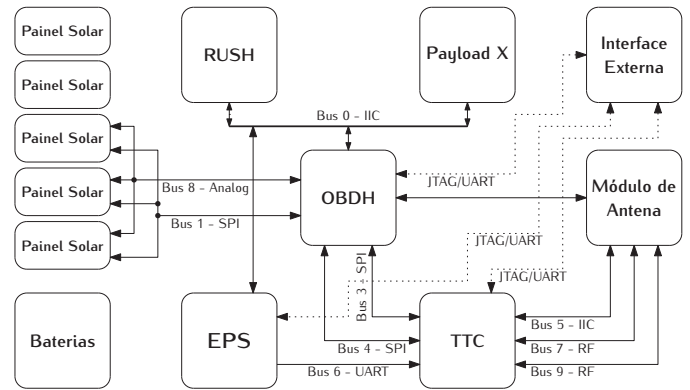 Painel Solar
RUSH
Payload X
Interface
Externa
Painel Solar
Bus 0 - IIC
Painel Solar
JTAG/UART
Bus 8 - Analog
OBDH
Módulo de
Antena
Painel Solar
Bus 1 - SPI
Painel Solar
JTAG/UART
Bus 3 - SPI
JTAG/UART
Baterias
EPS
TTC
Bus 5 - IIC
Bus 4 - SPI
Bus 7 - RF
Bus 6 - UART
Bus 9 - RF